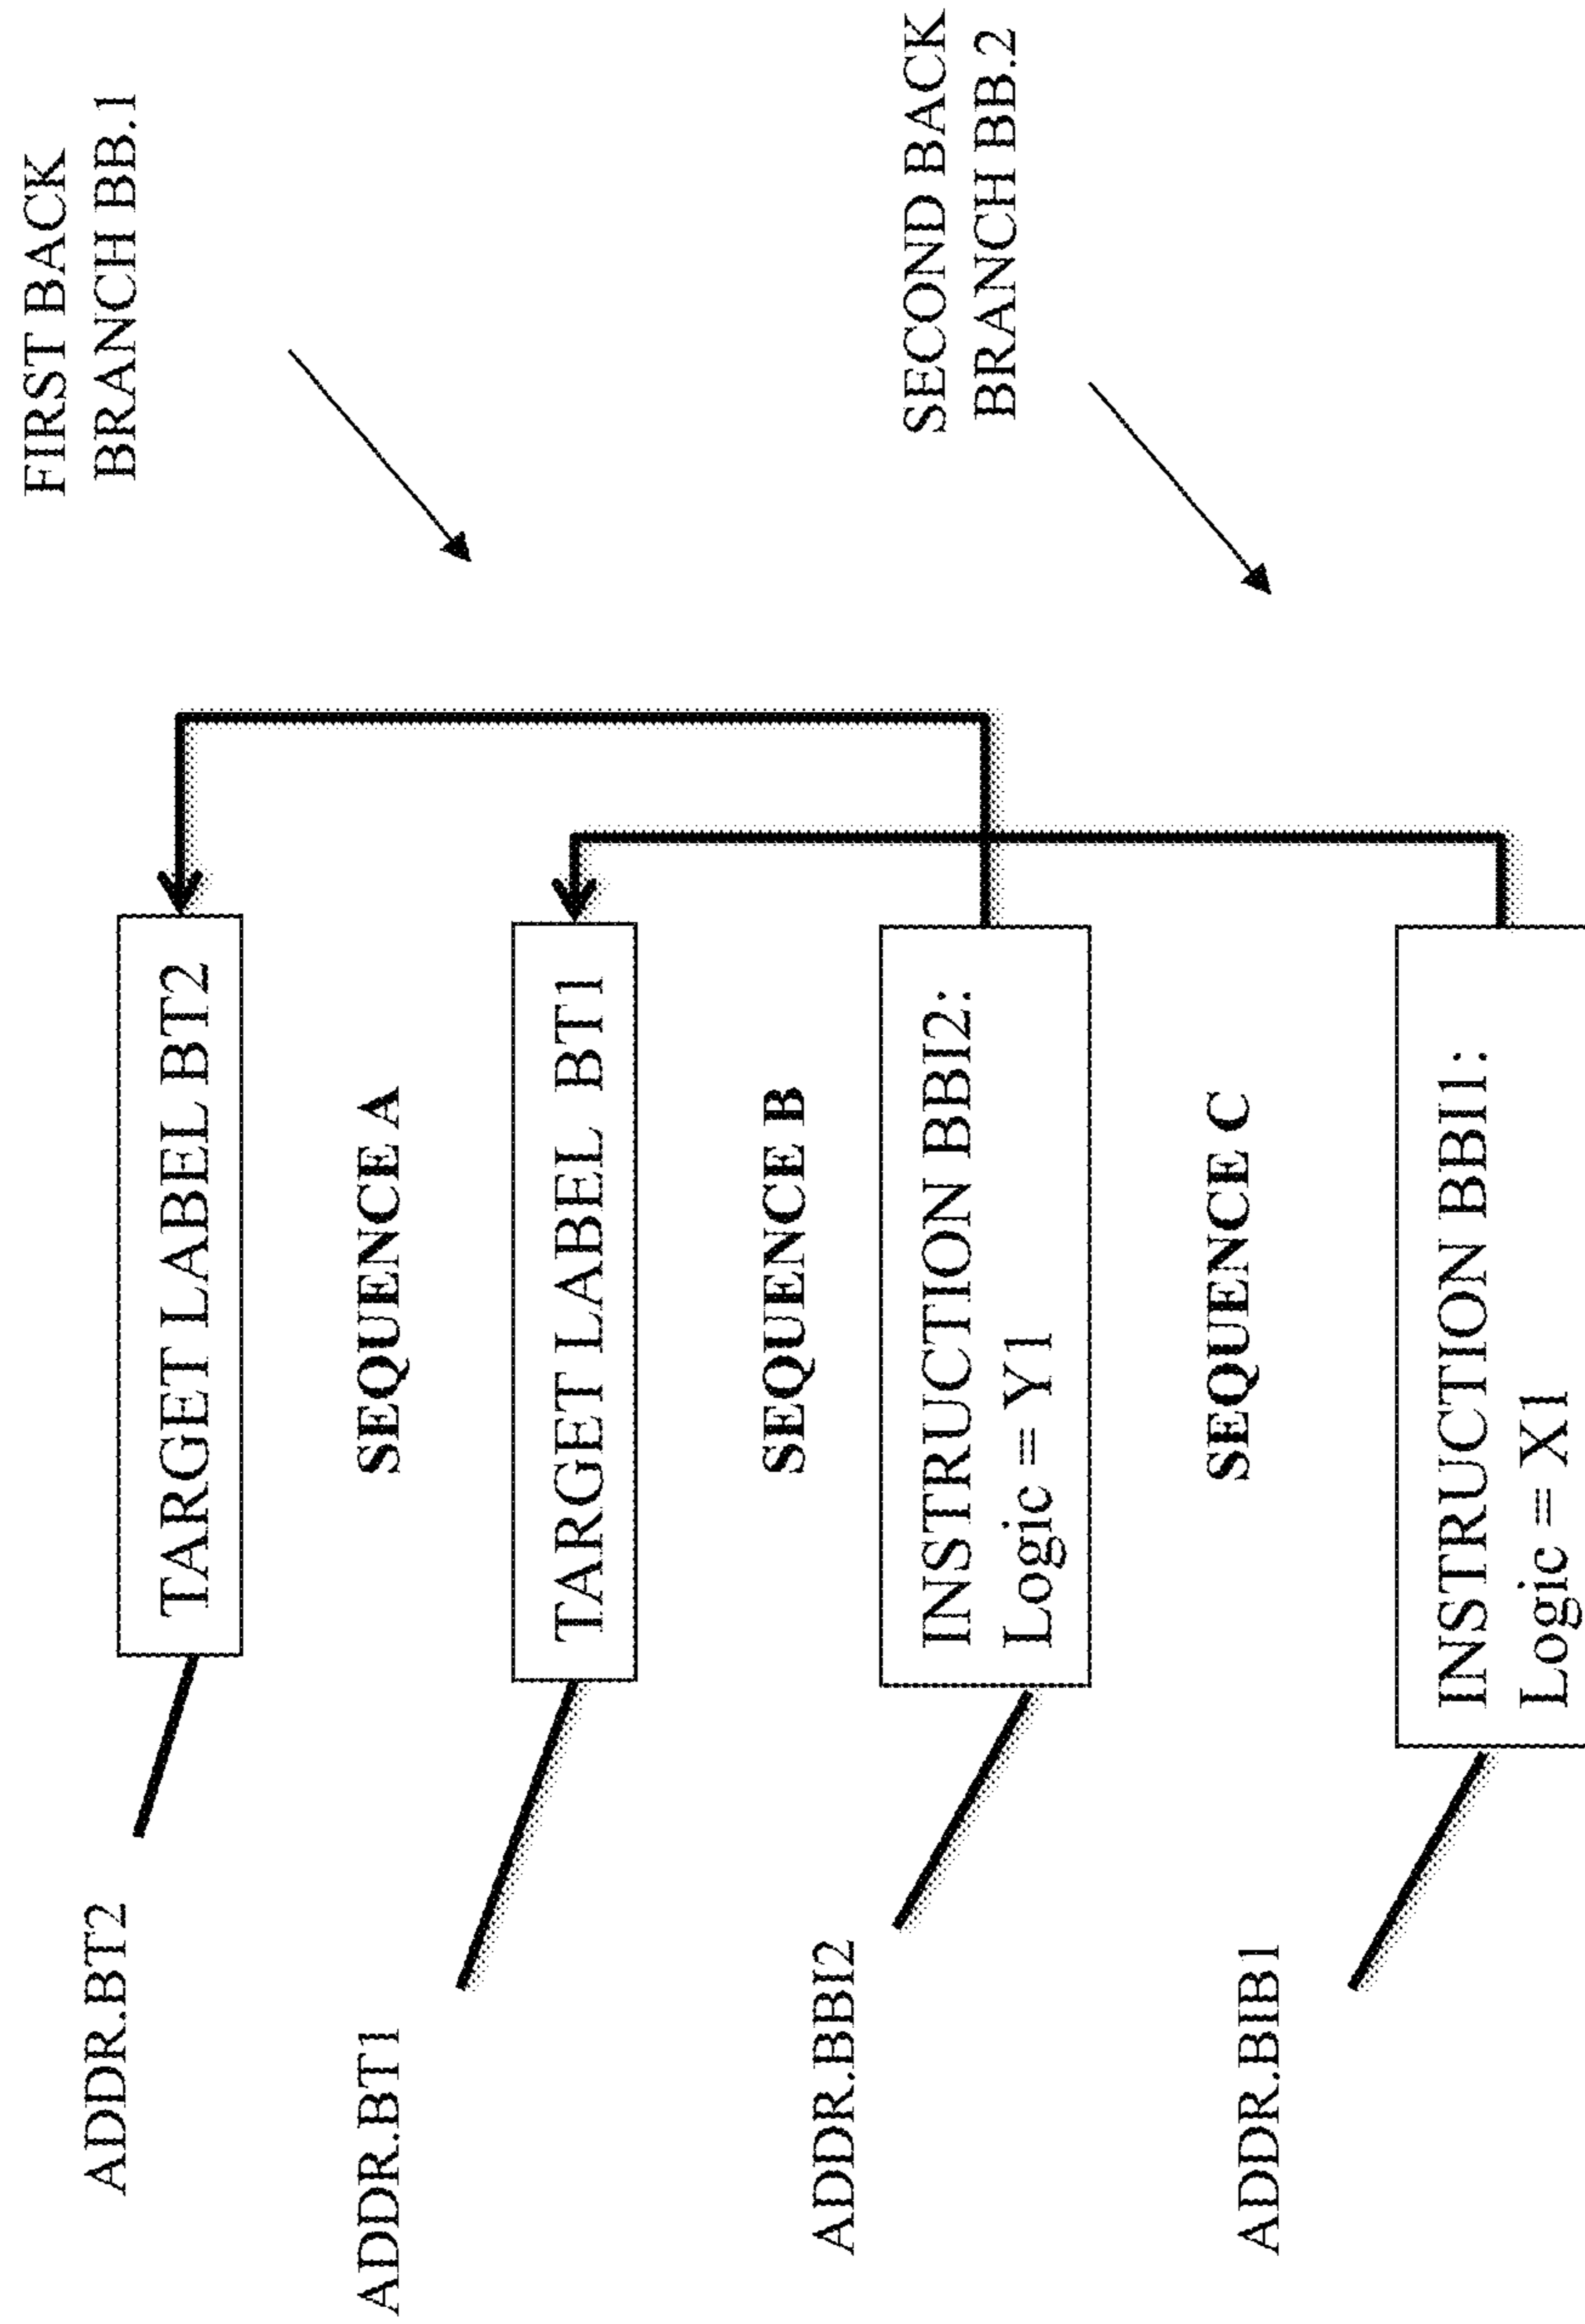 FIRST BACK
BRANCH BB.1
ADDR.BT2
TARGET LABEL BT2
SEQUENCE A
ADDR.BT1
TARGET LABEL BT1
SEQUENCE B
SECOND BACK
BRANCH BB.2
ADDR.BBI2
INSTRUCTION BBI2:
Logic = Y1
SEQUENCE C
ADDR.BIB1
INSTRUCTION BBI1:
Logic = X1